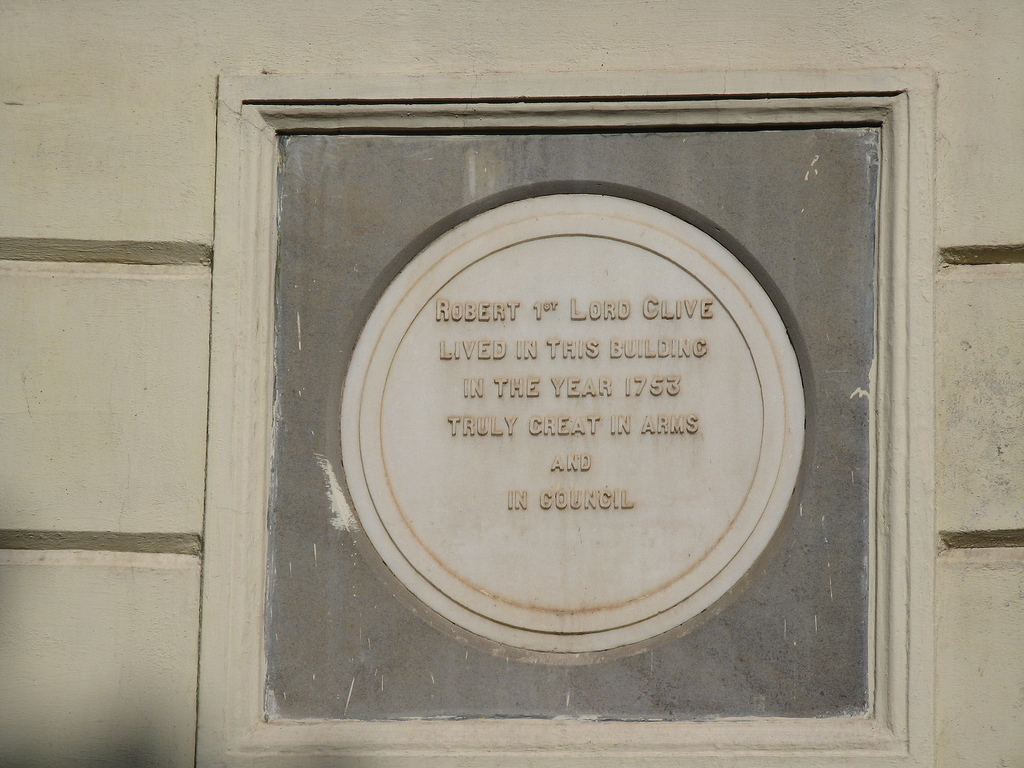 ROBERT 1ST LORD CLIVE
LIVED IN THIS BUILDING
IN THE YEAR 1753
TRULY GREAT IN ARMS
AND
IN COUNCIL